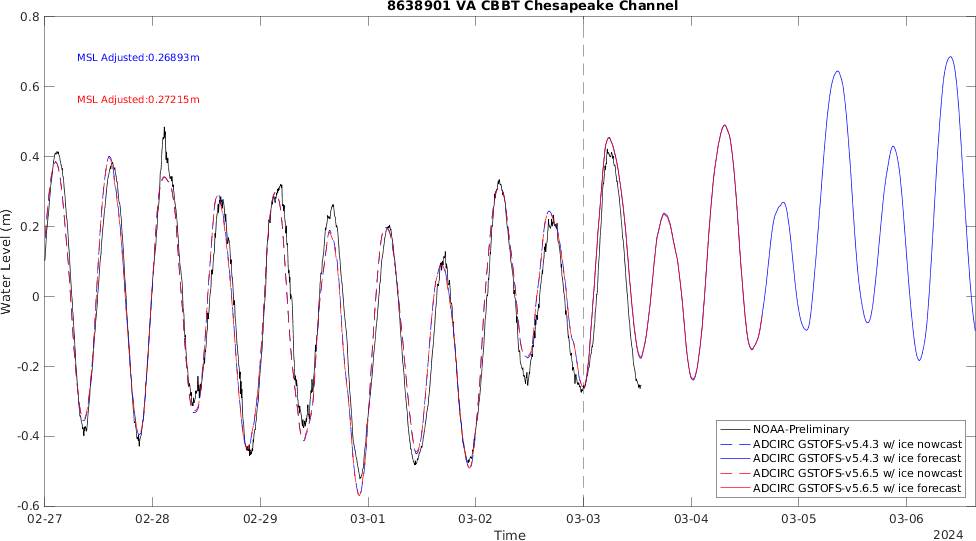 8638901 VA CBBT Chesapeake Channel
MSL Adjusted:0.26893m
MSL Adjusted:0.27215m
Water Level (m)
0.8
0.6
0.4
0.2
0
-0.2
-0.4
-0.6
NOAA-Preliminary
ADCIRC GSTOFS-v5.4.3 w/ ice nowcast
ADCIRC GSTOFS-v5.4.3 w/ ice forecast
ADCIRC GSTOFS-v5.6.5 w/ ice nowcast
ADCIRC GSTOFS-v5.6.5 w/ ice forecast
02-27 02-28 02-29 03-01 03-02 03-03 03-04 03-05 03-06
Time
2024